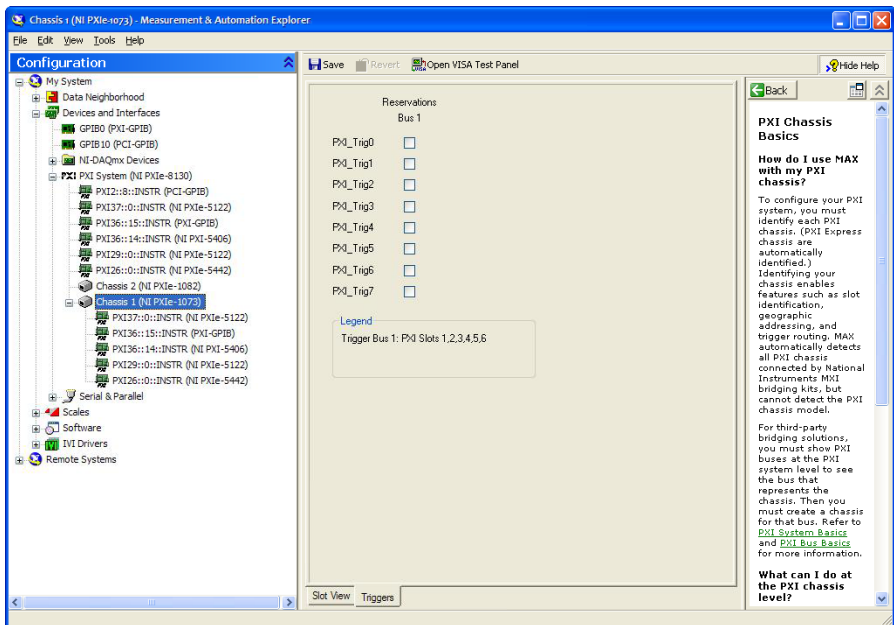 Chassis 1 (NI PXIe-1073) - Measurement & Automation Explorer
File Edit View Tools Help
Configuration
My System
Data Neighborhood
Devices and Interfaces
GPIB0 (PXI-GPIB)
GPIB10 (PCI-GPIB)
NI-DAQmx Devices
PXI PXI System (NI PXIe-8130)
PXI2::8::INSTR (PCI-GPIB)
PXI37::0::INSTR (NI PXIe-5122)
PXI36::15::INSTR (PXI-GPIB)
PXI36::14::INSTR (NI PXI-5406)
PXI29::0::INSTR (NI PXIe-5122)
PXI26::0::INSTR (NI PXIe-5442)
Chassis 2 (NI PXIe-1082)
Chassis 1 (NI PXIe-1073)
PXI37::0::INSTR (NI PXIe-5122)
PXI36::15::INSTR (PXI-GPIB)
PXI36::14::INSTR (NI PXI-5406)
PXI29::0::INSTR (NI PXIe-5122)
PXI26::0::INSTR (NI PXIe-5442)
Serial & Parallel
Scales
Software
IVI Drivers
Remote Systems
Save Revert Open VISA Test Panel Hide Help
Reservations
Bus 1
PXI_Trig0
PXI_Trig1
PXI_Trig2
PXI_Trig3
PXI_Trig4
PXI_Trig5
PXI_Trig6
PXI_Trig7
Legend
Trigger Bus 1: PXI Slots 1,2,3,4,5,6
Slot View Triggers
Back
PXI Chassis
Basics
How do I use MAX
with my PXI
chassis?
To configure your PXI
system, you must
identify each PXI
chassis. (PXI Express
chassis are
automatically
identified.)
Identifying your
chassis enables
features such as slot
identification,
geographic
addressing, and
trigger routing. MAX
automatically detects
all PXI chassis
connected by National
Instruments MXI
bridging kits, but
cannot detect the PXI
chassis model.
For third-party
bridging solutions,
you must show PXI
buses at the PXI
system level to see
the bus that
represents the
chassis. Then you
must create a chassis
for that bus. Refer to
PXI System Basics
and PXI Bus Basics
for more information.
What can I do at
the PXI chassis
level?